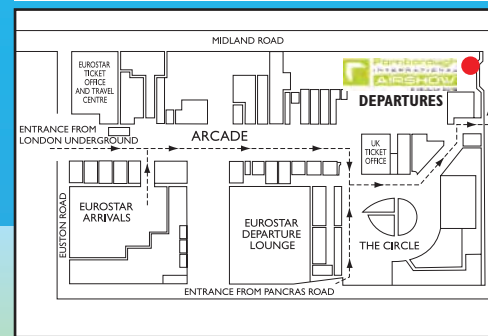 MIDLAND ROAD
EUROSTAR
TICKET
OFFICE
AND TRAVEL
CENTRE
Farnborough
INTERNATIONAL
AIRSHOW
DEPARTURES
ENTRANCE FROM
LONDON UNDERGROUND
ARCADE
UK
TICKET
OFFICE
EUSTON ROAD
EUROSTAR
ARRIVALS
EUROSTAR
DEPARTURE
LOUNGE
THE CIRCLE
ENTRANCE FROM PANCRAS ROAD